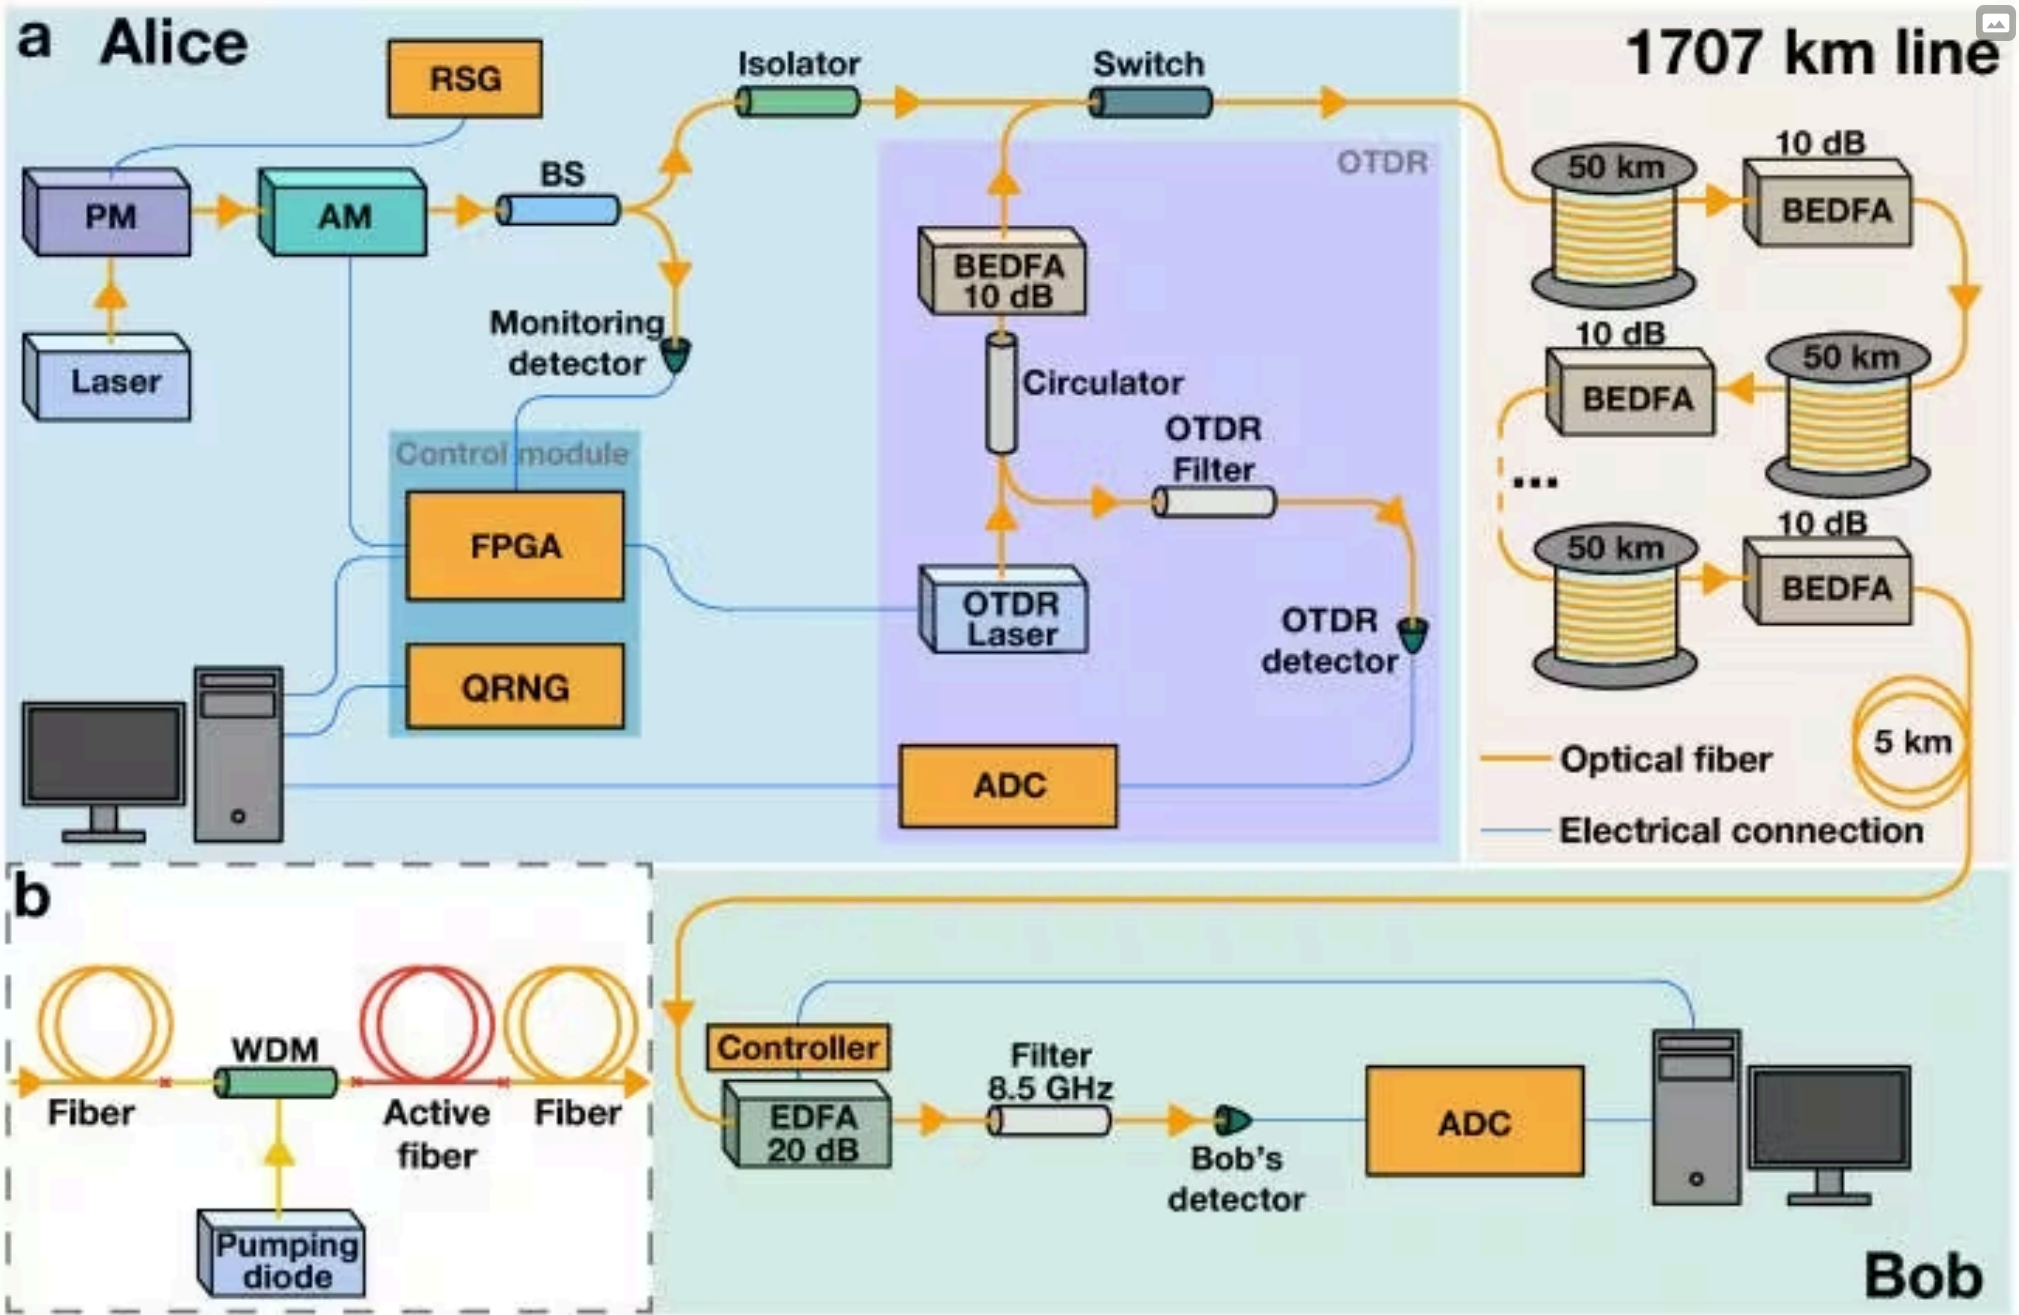 a Alice
RSG
Isolator
Switch
1707 km line
PM
AM
BS
OTDR
50 km
10 dB
BEDFA
Laser
Monitoring
detector
BEDFA
10 dB
Circulator
OTDR
Filter
10 dB
BEDFA
50 km
...
Control module
FPGA
QRNG
OTDR
Laser
OTDR
detector
ADC
50 km
10 dB
BEDFA
5 km
Optical fiber
Electrical connection
b
WDM
Fiber
Active
fiber
Fiber
Pumping
diode
Controller
EDFA
20 dB
Filter
8.5 GHz
Bob's
detector
ADC
Bob